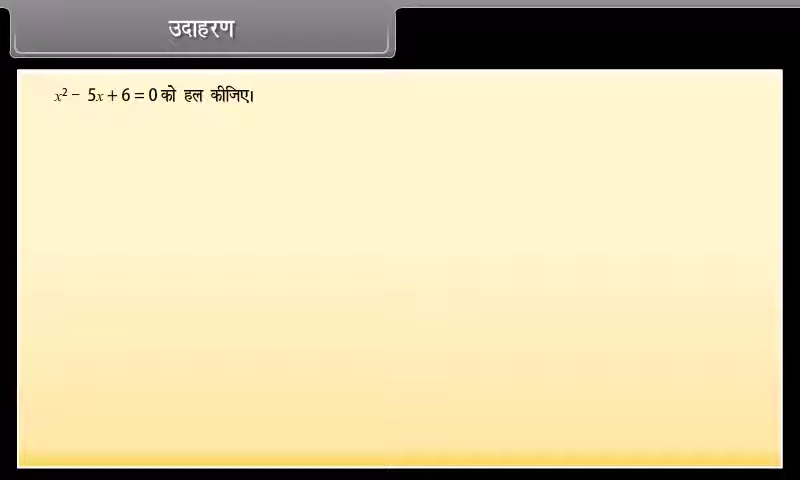 उदाहरण
x² − 5x + 6 = 0 को हल कीजिए।